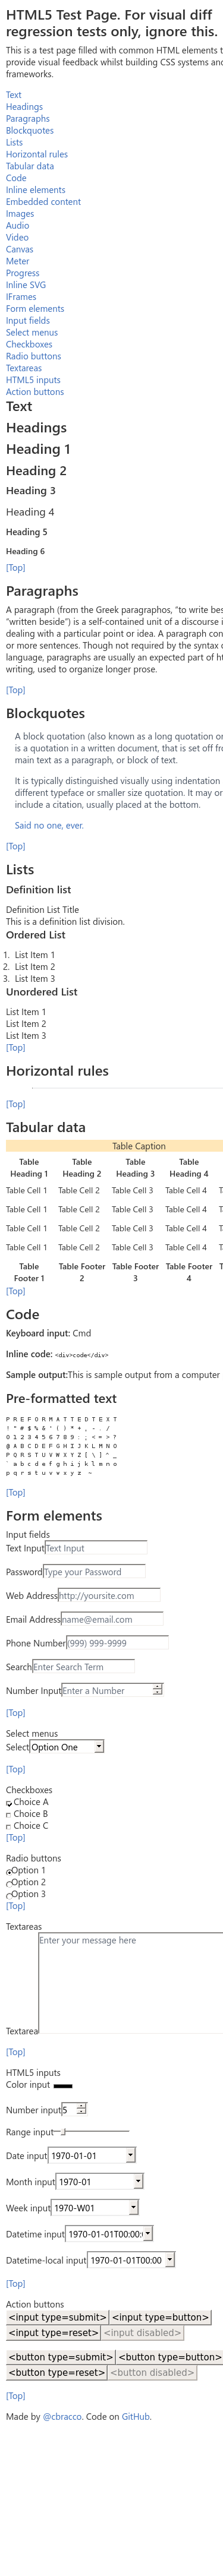 HTML5 Test Page. For visual diff
regression tests only, ignore this.
This is a test page filled with common HTML elements t
provide visual feedback whilst building CSS systems an
frameworks.
Text
Headings
Paragraphs
Blockquotes
Lists
Horizontal rules
Tabular data
Code
Inline elements
Embedded content
Images
Audio
Video
Canvas
Meter
Progress
Inline SVG
IFrames
Form elements
Input fields
Select menus
Checkboxes
Radio buttons
Textareas
HTML5 inputs
Action buttons
Text
Headings
Heading 1
Heading 2
Heading 3
Heading 4
Heading 5
Heading 6
[Top]
Paragraphs
A paragraph (from the Greek paragraphos, “to write bes
“written beside”) is a self-contained unit of a discourse i
dealing with a particular point or idea. A paragraph con
or more sentences. Though not required by the syntax o
language, paragraphs are usually an expected part of f
writing, used to organize longer prose.
[Top]
Blockquotes
A block quotation (also known as a long quotation or
is a quotation in a written document, that is set off fro
main text as a paragraph, or block of text.
It is typically distinguished visually using indentation
different typeface or smaller size quotation. It may or
include a citation, usually placed at the bottom.
Said no one, ever.
[Top]
Lists
Definition list
Definition List Title
This is a definition list division.
Ordered List
1. List Item 1
2. List Item 2
3. List Item 3
Unordered List
List Item 1
List Item 2
List Item 3
[Top]
Horizontal rules
[Top]
Tabular data
Table Caption
Table Heading 1 Table Heading 2 Table Heading 3 Table Heading 4
Table Cell 1 Table Cell 2 Table Cell 3 Table Cell 4
Table Cell 1 Table Cell 2 Table Cell 3 Table Cell 4
Table Cell 1 Table Cell 2 Table Cell 3 Table Cell 4
Table Cell 1 Table Cell 2 Table Cell 3 Table Cell 4
Table Footer 1 Table Footer 2 Table Footer 3 Table Footer 4
[Top]
Code
Keyboard input: Cmd
Inline code: <div>code</div>
Sample output:This is sample output from a computer
Pre-formatted text
P R E F O R M A T T E D T E X T
! " # $ % & ' ( ) * + , - . /
0 1 2 3 4 5 6 7 8 9 : ; < = > ?
@ A B C D E F G H I J K L M N O
P Q R S T U V W X Y Z [ \ ] ^ _
` a b c d e f g h i j k l m n o
p q r s t u v w x y z
[Top]
Form elements
Input fields
Text Input Text Input
Password Type your Password
Web Address http://yoursite.com
Email Address name@email.com
Phone Number (999) 999-9999
Search Enter Search Term
Number Input Enter a Number
[Top]
Select menus
Select Option One
[Top]
Checkboxes
Choice A
Choice B
Choice C
[Top]
Radio buttons
Option 1
Option 2
Option 3
[Top]
Textareas
Enter your message here
Textarea
[Top]
HTML5 inputs
Color input
Number input 5
Range input
Date input 1970-01-01
Month input 1970-01
Week input 1970-W01
Datetime input 1970-01-01T00:00:
Datetime-local input 1970-01-01T00:00
[Top]
Action buttons
<input type=submit> <input type=button>
<input type=reset> <input disabled>
<button type=submit> <button type=button>
<button type=reset> <button disabled>
[Top]
Made by @cbracco. Code on GitHub.